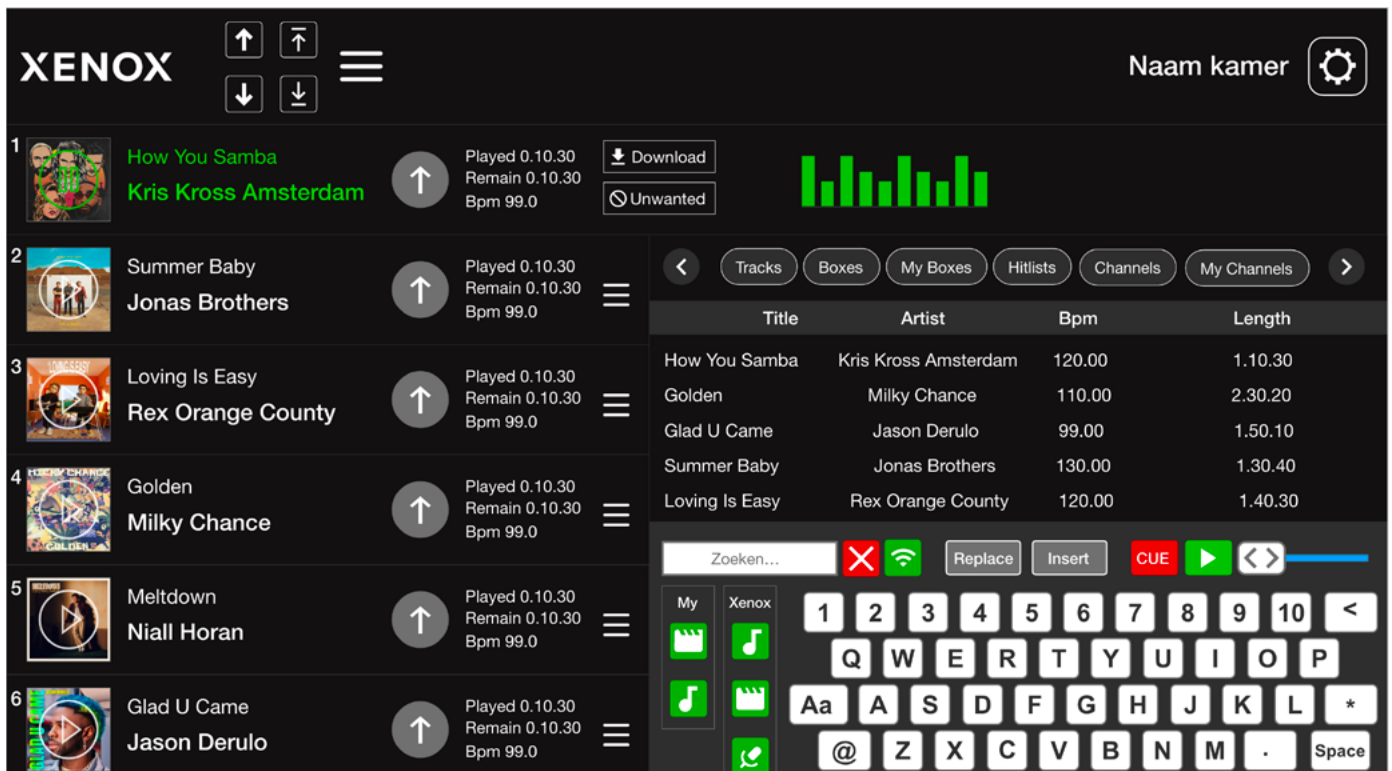 XENOX
Naam kamer
1
How You Samba
Kris Kross Amsterdam
Played 0.10.30
Remain 0.10.30
Bpm 99.0
Download
Unwanted
2
Summer Baby
Jonas Brothers
Played 0.10.30
Remain 0.10.30
Bpm 99.0
3
Loving Is Easy
Rex Orange County
Played 0.10.30
Remain 0.10.30
Bpm 99.0
4
MILKY CHANCE
GOLDEN
Golden
Milky Chance
Played 0.10.30
Remain 0.10.30
Bpm 99.0
5
Meltdown
Niall Horan
Played 0.10.30
Remain 0.10.30
Bpm 99.0
6
GLAD U CAME
Glad U Came
Jason Derulo
Played 0.10.30
Remain 0.10.30
Bpm 99.0
Tracks Boxes My Boxes Hitlists Channels My Channels
Title Artist Bpm Length
How You Samba Kris Kross Amsterdam 120.00 1.10.30
Golden Milky Chance 110.00 2.30.20
Glad U Came Jason Derulo 99.00 1.50.10
Summer Baby Jonas Brothers 130.00 1.30.40
Loving Is Easy Rex Orange County 120.00 1.40.30
Zoeken... Replace Insert CUE < >
My Xenox
1 2 3 4 5 6 7 8 9 10 <
Q W E R T Y U I O P
Aa A S D F G H J K L *
@ Z X C V B N M . Space